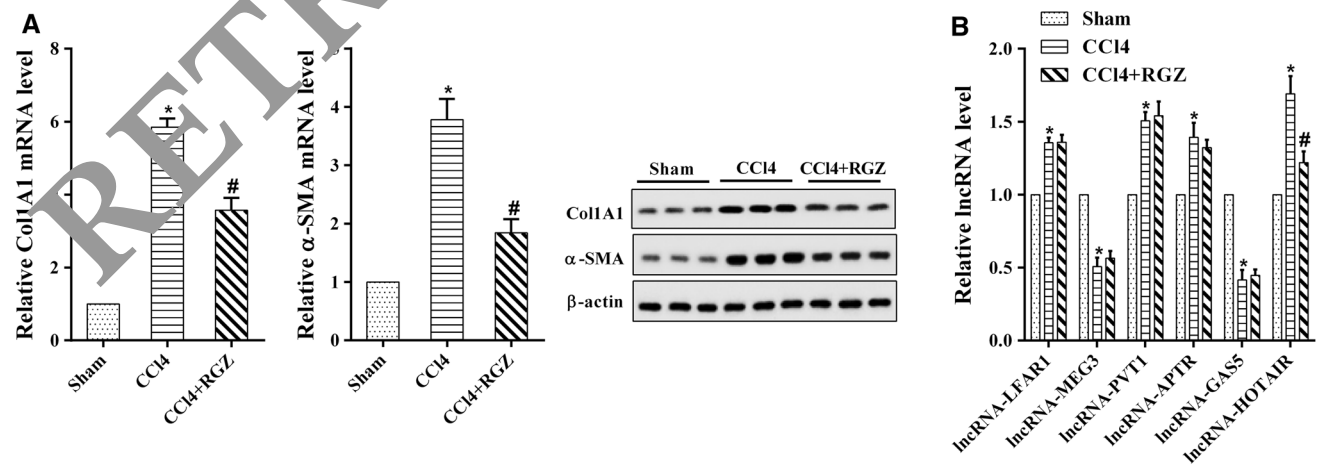 A
Relative Col1A1 mRNA level
8
6
2
0
Sham
CCl4
CCl4+RGZ
*
#
RETR
Relative α-SMA mRNA level
4
3
2
1
0
Sham
CCl4
CCl4+RGZ
*
#
Sham CCl4 CCl4+RGZ
Col1A1
α-SMA
β-actin
B
Sham
CCl4
CCl4+RGZ
Relative lncRNA level
2.0
1.5
1.0
0.5
0.0
* * * * * * #
lncRNA-LFAR1
lncRNA-MEG3
lncRNA-PVT1
lncRNA-APTR
lncRNA-GAS5
lncRNA-HOTAIR